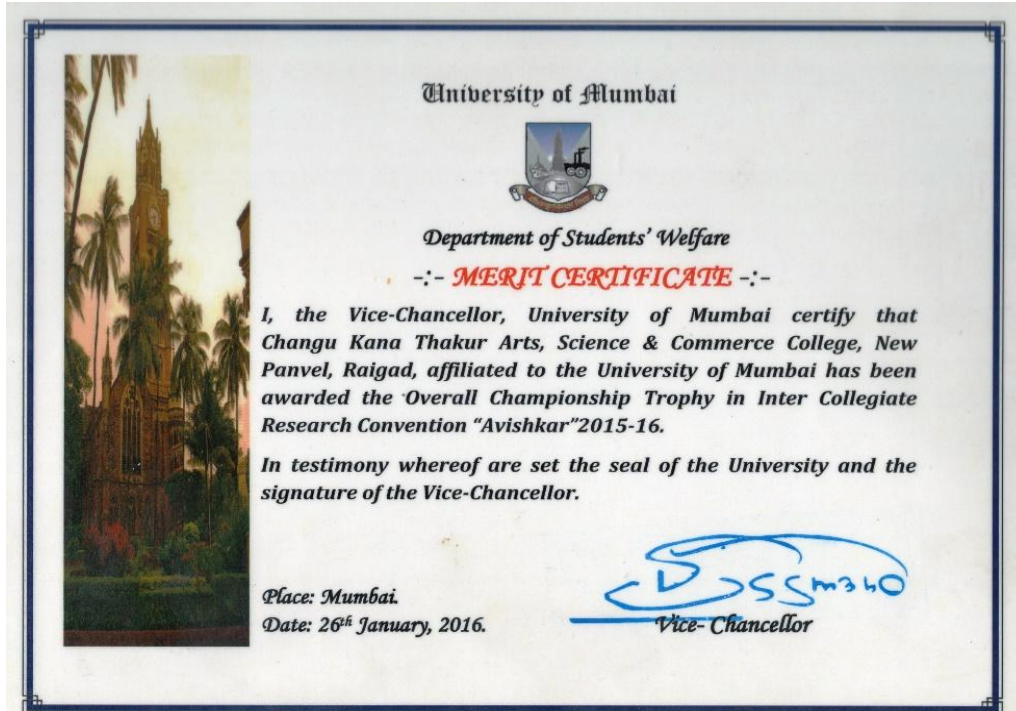 University of Mumbai
Department of Students' Welfare
-:- MERIT CERTIFICATE -:-
I, the Vice-Chancellor, University of Mumbai certify that
Changu Kana Thakur Arts, Science & Commerce College, New
Panvel, Raigad, affiliated to the University of Mumbai has been
awarded the Overall Championship Trophy in Inter Collegiate
Research Convention "Avishkar"2015-16.
In testimony whereof are set the seal of the University and the
signature of the Vice-Chancellor.
Place: Mumbai.
Date: 26th January, 2016.
Vice- Chancellor